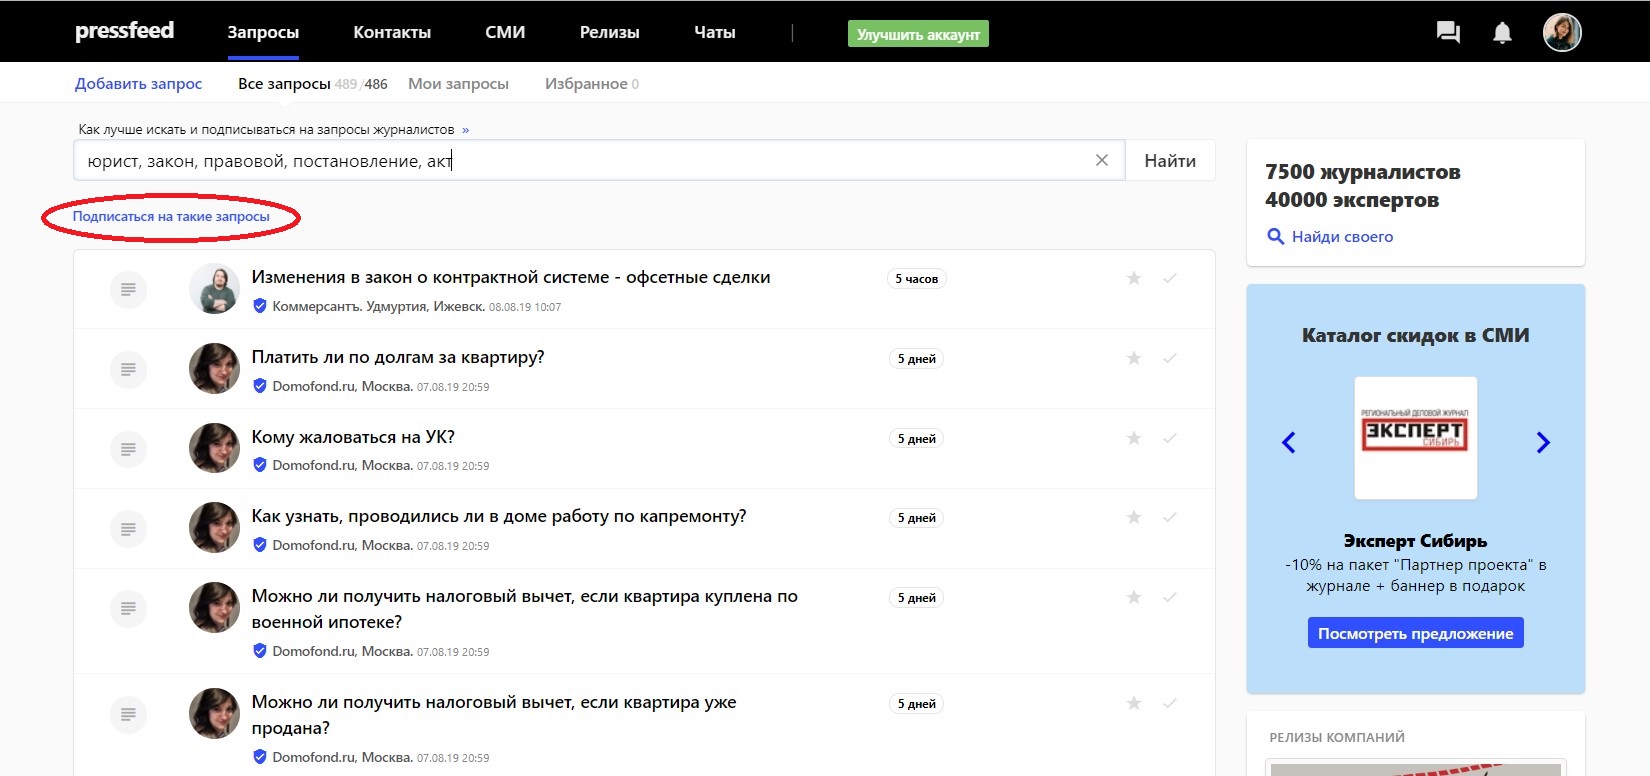 pressfeed
Запросы
Контакты
СМИ
Релизы
Чаты
Улучшить аккаунт
Добавить запрос
Все запросы 489 / 486
Мои запросы
Избранное 0
Как лучше искать и подписываться на запросы журналистов »
юрист, закон, правовой, постановление, акт
Найти
Подписаться на такие запросы
Изменения в закон о контрактной системе - офсетные сделки
5 часов
Коммерсантъ. Удмуртия, Ижевск. 08.08.19 10:07
Платить ли по долгам за квартиру?
5 дней
Domofond.ru, Москва. 07.08.19 20:59
Кому жаловаться на УК?
5 дней
Domofond.ru, Москва. 07.08.19 20:59
Как узнать, проводились ли в доме работу по капремонту?
5 дней
Domofond.ru, Москва. 07.08.19 20:59
Можно ли получить налоговый вычет, если квартира куплена по
военной ипотеке?
5 дней
Domofond.ru, Москва. 07.08.19 20:59
Можно ли получить налоговый вычет, если квартира уже
продана?
5 дней
Domofond.ru, Москва. 07.08.19 20:59
7500 журналистов
40000 экспертов
Найди своего
Каталог скидок в СМИ
РЕГИОНАЛЬНЫЙ ДЕЛОВОЙ ЖУРНАЛ
ЭКСПЕРТ
СИБИРЬ
Эксперт Сибирь
-10% на пакет "Партнер проекта" в
журнале + баннер в подарок
Посмотреть предложение
РЕЛИЗЫ КОМПАНИЙ